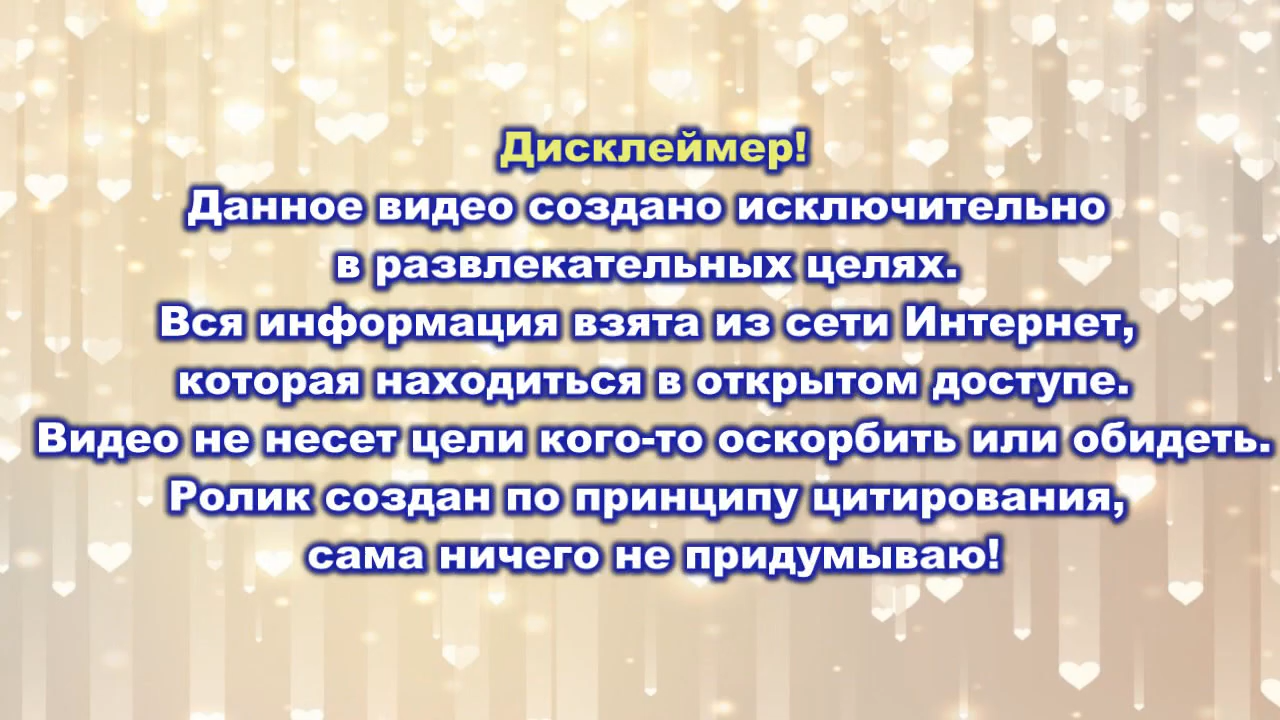 Дисклеймер!
Данное видео создано исключительно
в развлекательных целях.
Вся информация взята из сети Интернет,
которая находиться в открытом доступе.
Видео не несет цели кого-то оскорбить или обидеть.
Ролик создан по принципу цитирования,
сама ничего не придумываю!